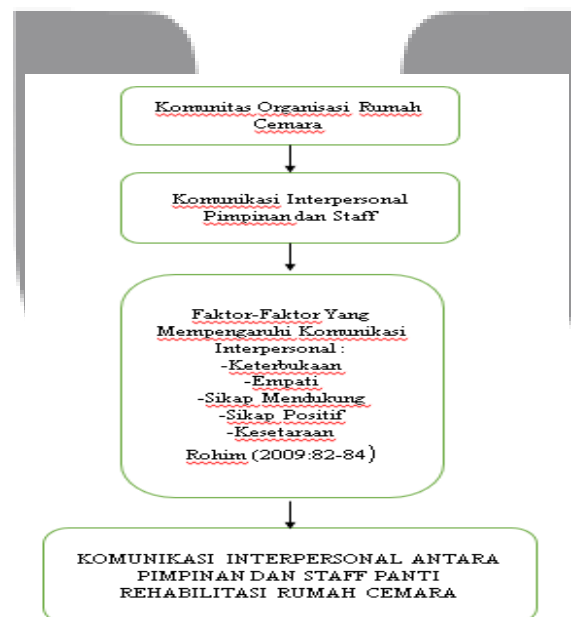 Komunitas Organisasi Rumah
Cemara
Komunikasi Interpersonal
Pimpinan dan Staff
Faktor-Faktor Yang
Mempengaruhi Komunikasi
Interpersonal :
-Keterbukaan
-Empati
-Sikap Mendukung
-Sikap Positif
-Kesetaraan
Rohim (2009:82-84)
KOMUNIKASI INTERPERSONAL ANTARA
PIMPINAN DAN STAFF PANTI
REHABILITASI RUMAH CEMARA